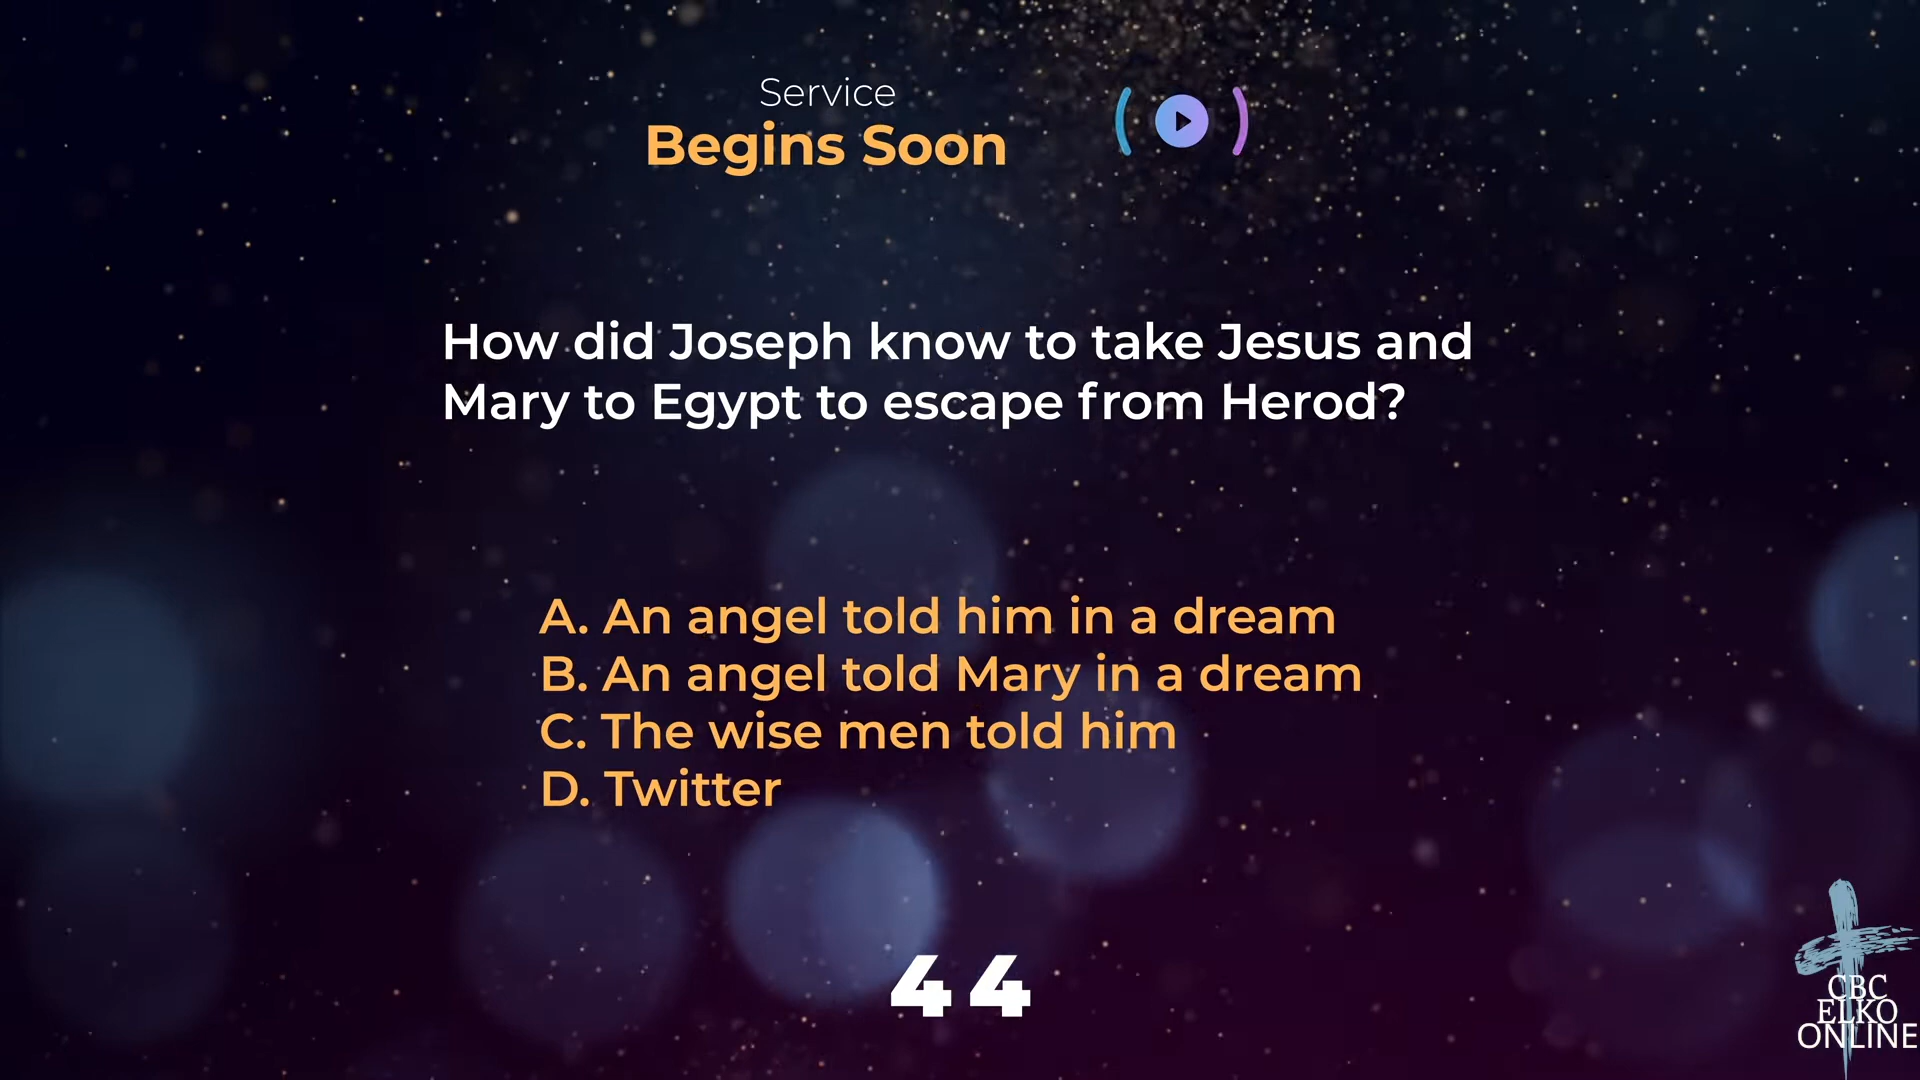 Service
Begins Soon
How did Joseph know to take Jesus and
Mary to Egypt to escape from Herod?
A. An angel told him in a dream
B. An angel told Mary in a dream
C. The wise men told him
D. Twitter
44
CBC
ELKO
ONLINE